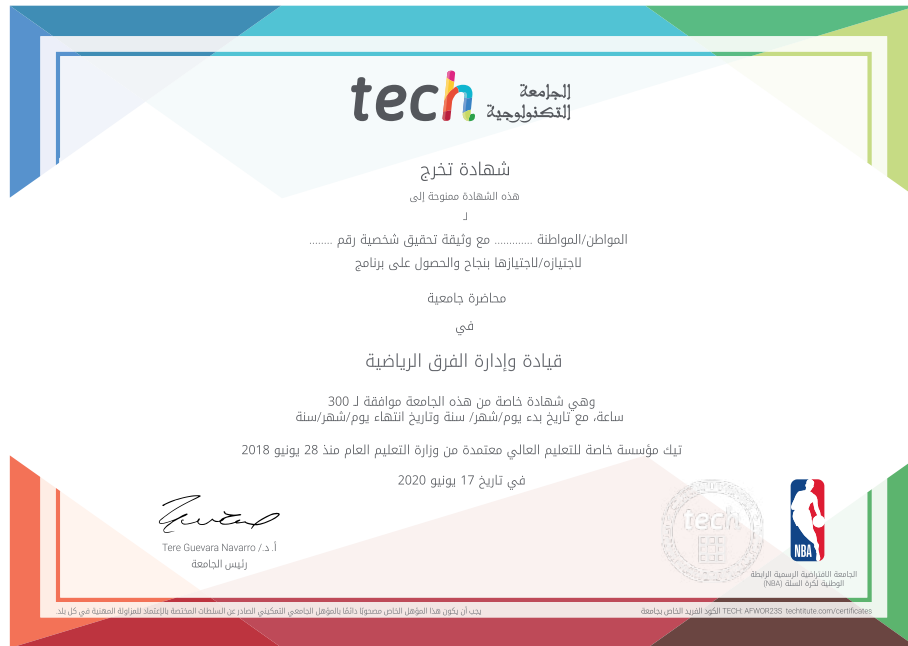 tech الجامعة
التكنولوجية
شهادة تخرج
هذه الشهادة ممنوحة إلى
لـ
المواطن/المواطنة ............. مع وثيقة تحقيق شخصية رقم ........
لاجتيازه/لاجتيازها بنجاح والحصول على برنامج
محاضرة جامعية
في
قيادة وإدارة الفرق الرياضية
وهي شهادة خاصة من هذه الجامعة موافقة لـ 300
ساعة، مع تاريخ بدء يوم/شهر/ سنة وتاريخ انتهاء يوم/شهر/سنة
تيك مؤسسة خاصة للتعليم العالي معتمدة من وزارة التعليم العام منذ 28 يونيو 2018
في تاريخ 17 يونيو 2020
أ.د./ Tere Guevara Navarro
رئيس الجامعة
tech
NBA
الجامعة الافتراضية الرسمية الرابطة
الوطنية لكرة السلة (NBA)
يجب أن يكون هذا المؤهل الخاص مصحوبًا دائمًا بالمؤهل الجامعي التمكيني الصادر عن السلطات المختصة بالإعتماد للمزاولة المهنية في كل بلد.
الكود الفريد الخاص بجامعة TECH: AFWOR23S techtitute.com/certificates